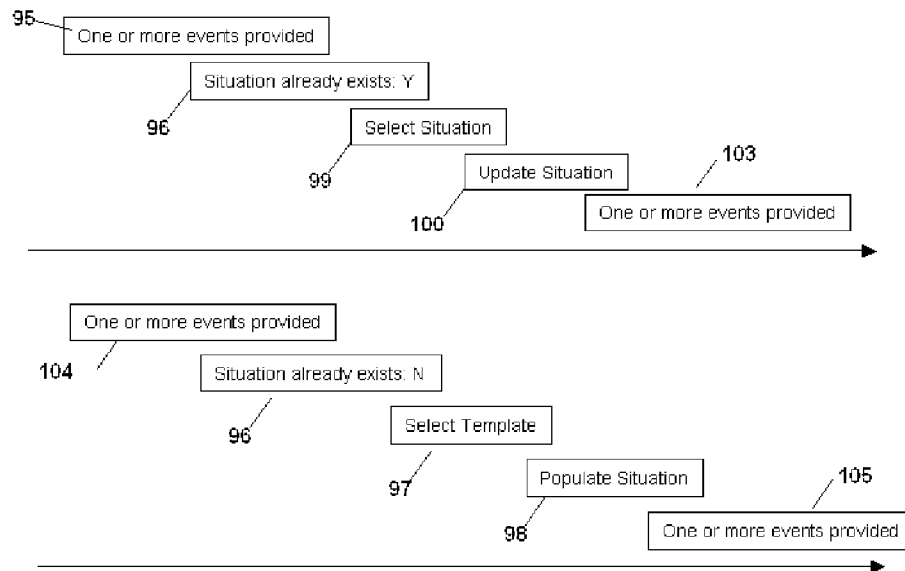 95
One or more events provided
Situation already exists: Y
96
Select Situation
99
103
Update Situation
100
One or more events provided
One or more events provided
104
Situation already exists: N
96
Select Template
97
Populate Situation
105
98
One or more events provided